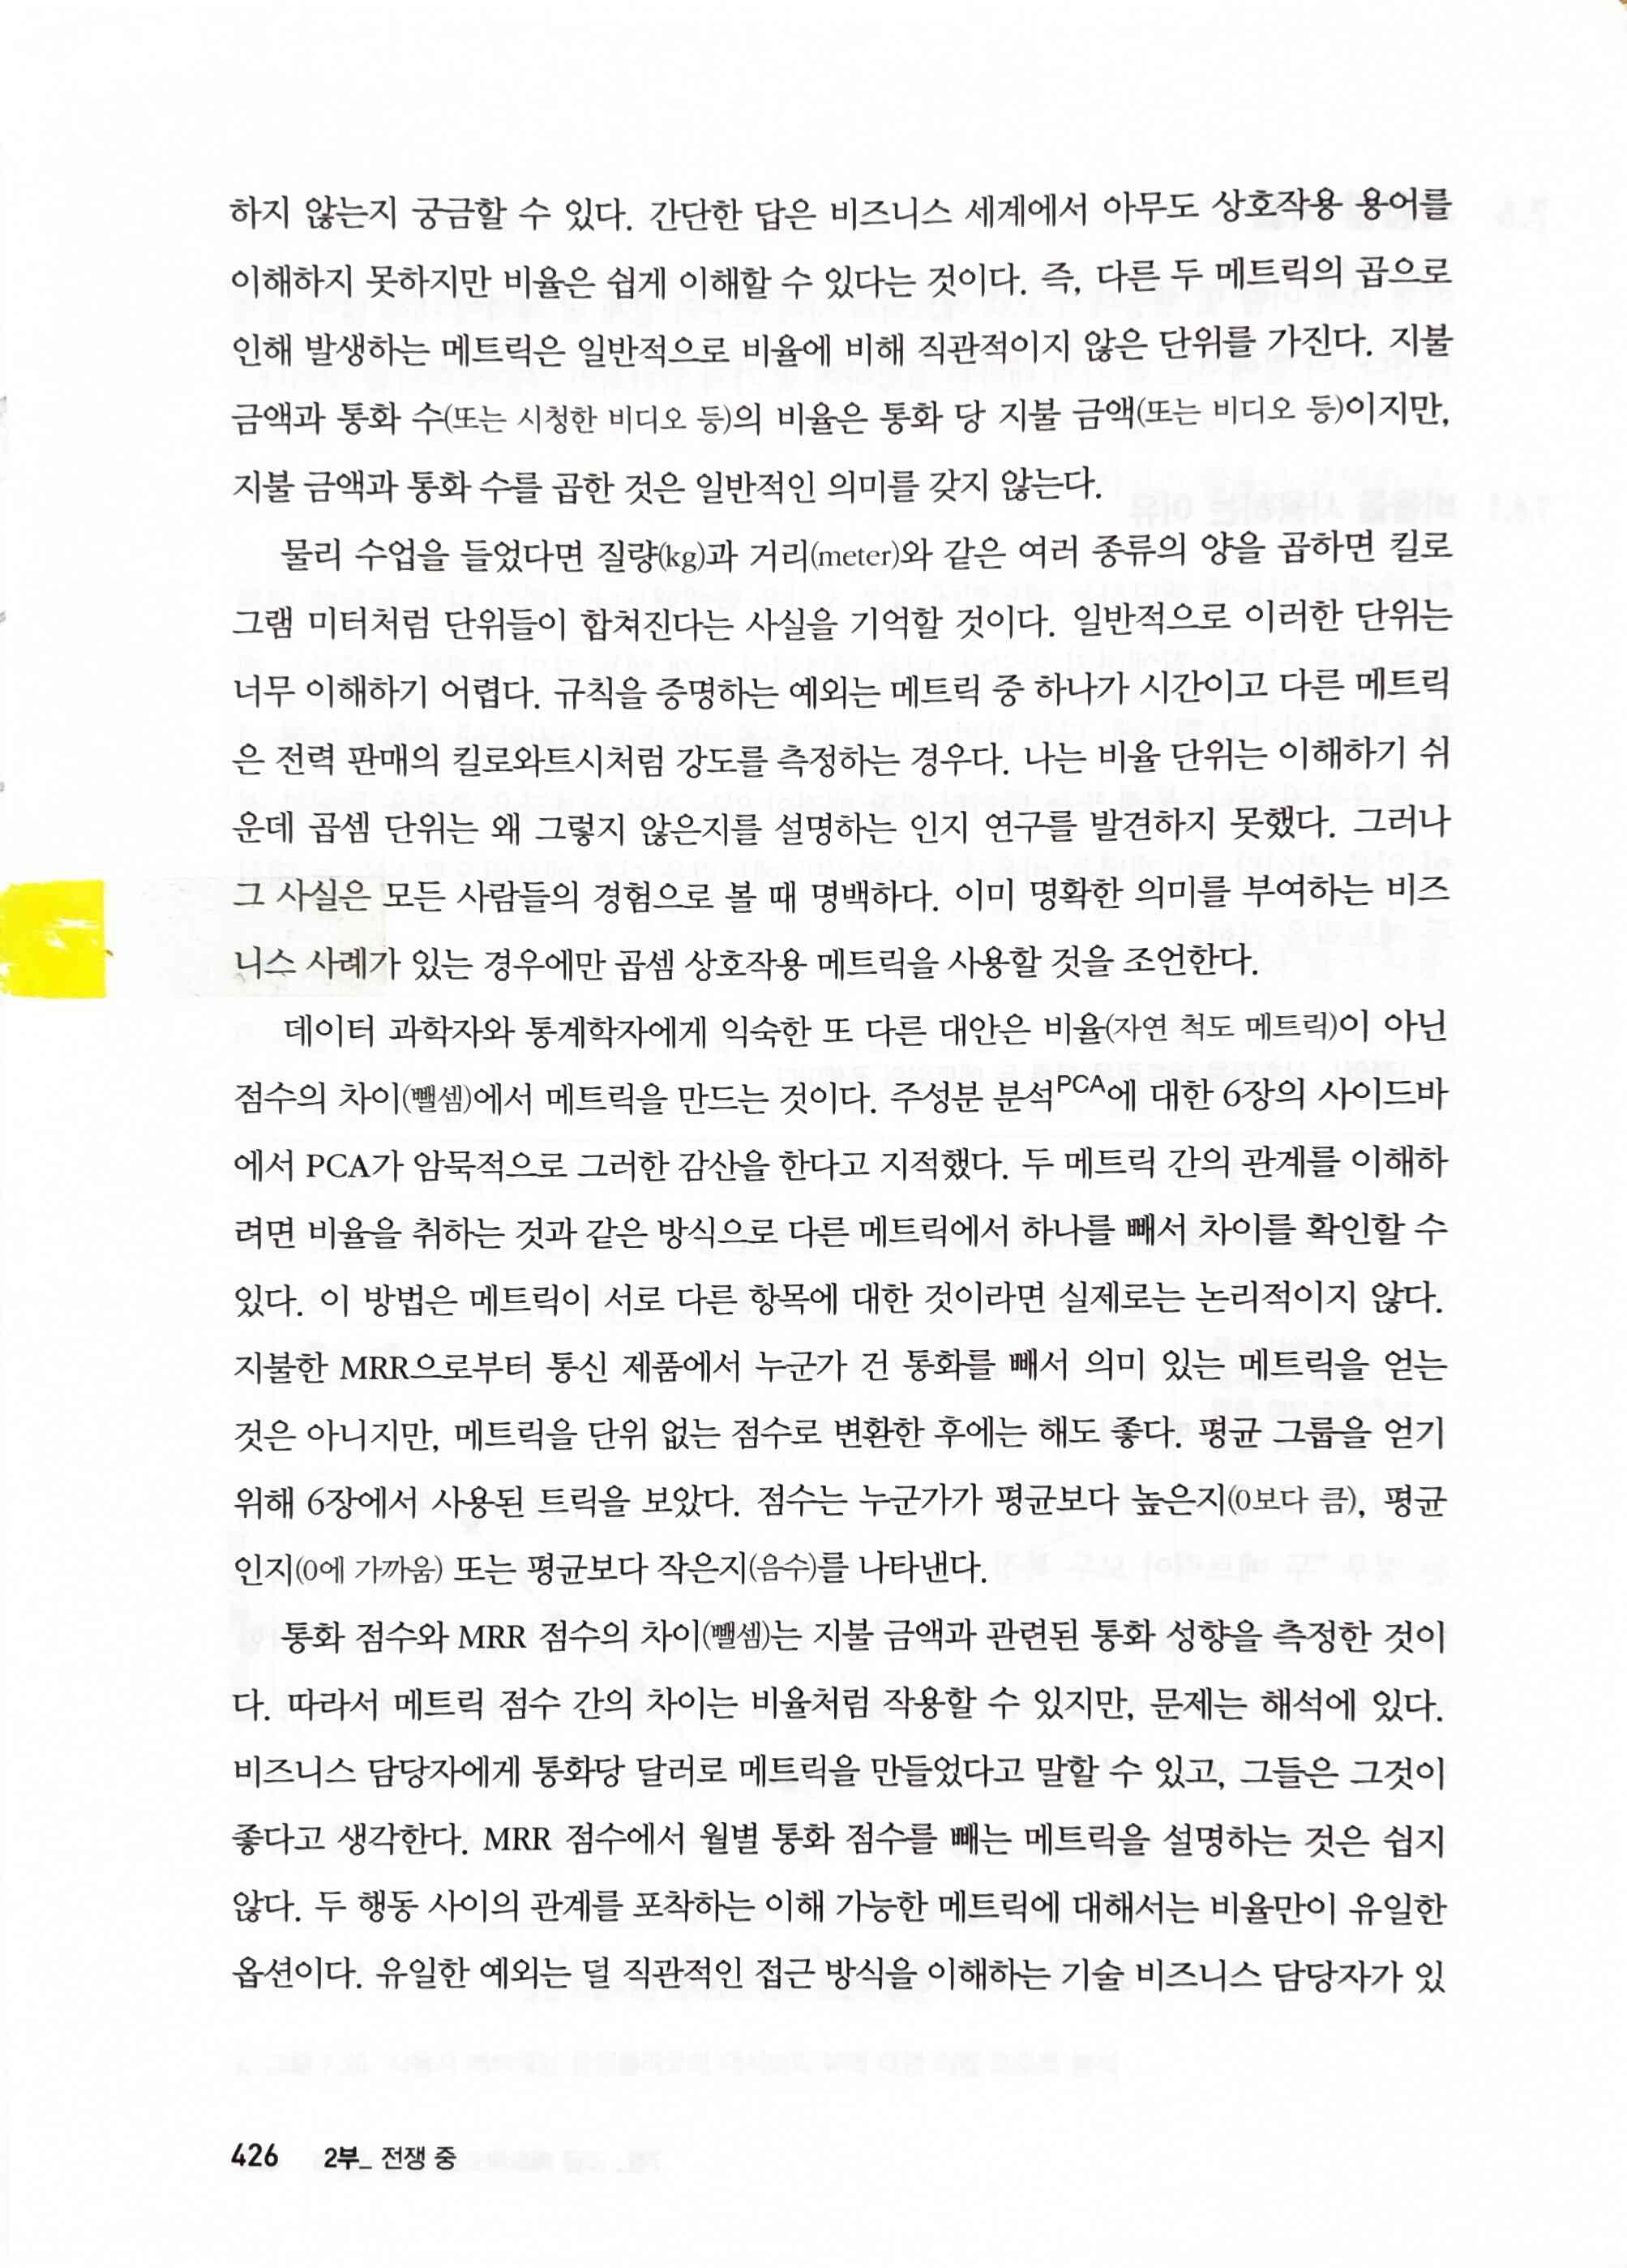 하지 않는지 궁금할 수 있다. 간단한 답은 비즈니스 세계에서 아무도 상호작용 용어를
이해하지 못하지만 비율은 쉽게 이해할 수 있다는 것이다. 즉, 다른 두 메트릭의 곱으로
인해 발생하는 메트릭은 일반적으로 비율에 비해 직관적이지 않은 단위를 가진다. 지불
금액과 통화 수(또는 시청한 비디오 등)의 비율은 통화 당 지불 금액(또는 비디오 등)이지만,
지불 금액과 통화 수를 곱한 것은 일반적인 의미를 갖지 않는다.
물리 수업을 들었다면 질량(kg)과 거리(meter)와 같은 여러 종류의 양을 곱하면 킬로
그램 미터처럼 단위들이 합쳐진다는 사실을 기억할 것이다. 일반적으로 이러한 단위는
너무 이해하기 어렵다. 규칙을 증명하는 예외는 메트릭 중 하나가 시간이고 다른 메트릭
은 전력 판매의 킬로와트시처럼 강도를 측정하는 경우다. 나는 비율 단위는 이해하기 쉬
운데 곱셈 단위는 왜 그렇지 않은지를 설명하는 인지 연구를 발견하지 못했다. 그러나
그 사실은 모든 사람들의 경험으로 볼 때 명백하다. 이미 명확한 의미를 부여하는 비즈
니스 사례가 있는 경우에만 곱셈 상호작용 메트릭을 사용할 것을 조언한다.
데이터 과학자와 통계학자에게 익숙한 또 다른 대안은 비율(자연 척도 메트릭)이 아닌
점수의 차이(뺄셈)에서 메트릭을 만드는 것이다. 주성분 분석PCA에 대한 6장의 사이드바
에서 PCA가 암묵적으로 그러한 감산을 한다고 지적했다. 두 메트릭 간의 관계를 이해하
려면 비율을 취하는 것과 같은 방식으로 다른 메트릭에서 하나를 빼서 차이를 확인할 수
있다. 이 방법은 메트릭이 서로 다른 항목에 대한 것이라면 실제로는 논리적이지 않다.
지불한 MRR으로부터 통신 제품에서 누군가 건 통화를 빼서 의미 있는 메트릭을 얻는
것은 아니지만, 메트릭을 단위 없는 점수로 변환한 후에는 해도 좋다. 평균 그룹을 얻기
위해 6장에서 사용된 트릭을 보았다. 점수는 누군가가 평균보다 높은지(0보다 큼), 평균
인지(0에 가까움) 또는 평균보다 작은지(음수)를 나타낸다.
통화 점수와 MRR 점수의 차이(뺄셈)는 지불 금액과 관련된 통화 성향을 측정한 것이
다. 따라서 메트릭 점수 간의 차이는 비율처럼 작용할 수 있지만, 문제는 해석에 있다.
비즈니스 담당자에게 통화당 달러로 메트릭을 만들었다고 말할 수 있고, 그들은 그것이
좋다고 생각한다. MRR 점수에서 월별 통화 점수를 빼는 메트릭을 설명하는 것은 쉽지
않다. 두 행동 사이의 관계를 포착하는 이해 가능한 메트릭에 대해서는 비율만이 유일한
옵션이다. 유일한 예외는 덜 직관적인 접근 방식을 이해하는 기술 비즈니스 담당자가 있
426 2부_ 전쟁 중